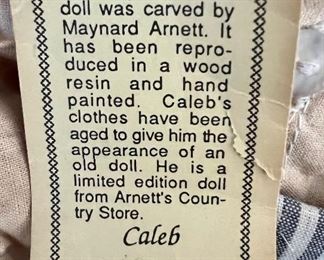 doll was carved by
Maynard Arnett. It
has been repro-
duced in a wood
resin and hand
painted. Caleb's
clothes have been
aged to give him the
appearance of an
old doll. He is a
limited edition doll
from Arnett's Coun-
try Store.
Caleb